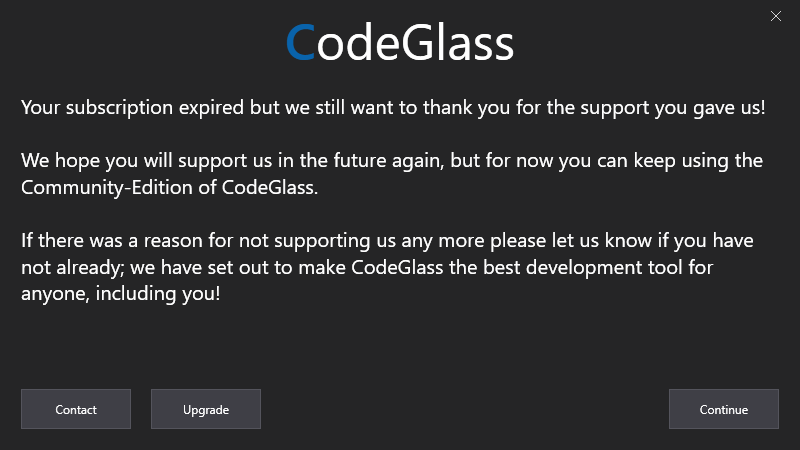 CodeGlass
Your subscription expired but we still want to thank you for the support you gave us!
We hope you will support us in the future again, but for now you can keep using the
Community-Edition of CodeGlass.
If there was a reason for not supporting us any more please let us know if you have
not already; we have set out to make CodeGlass the best development tool for
anyone, including you!
Contact
Upgrade
Continue